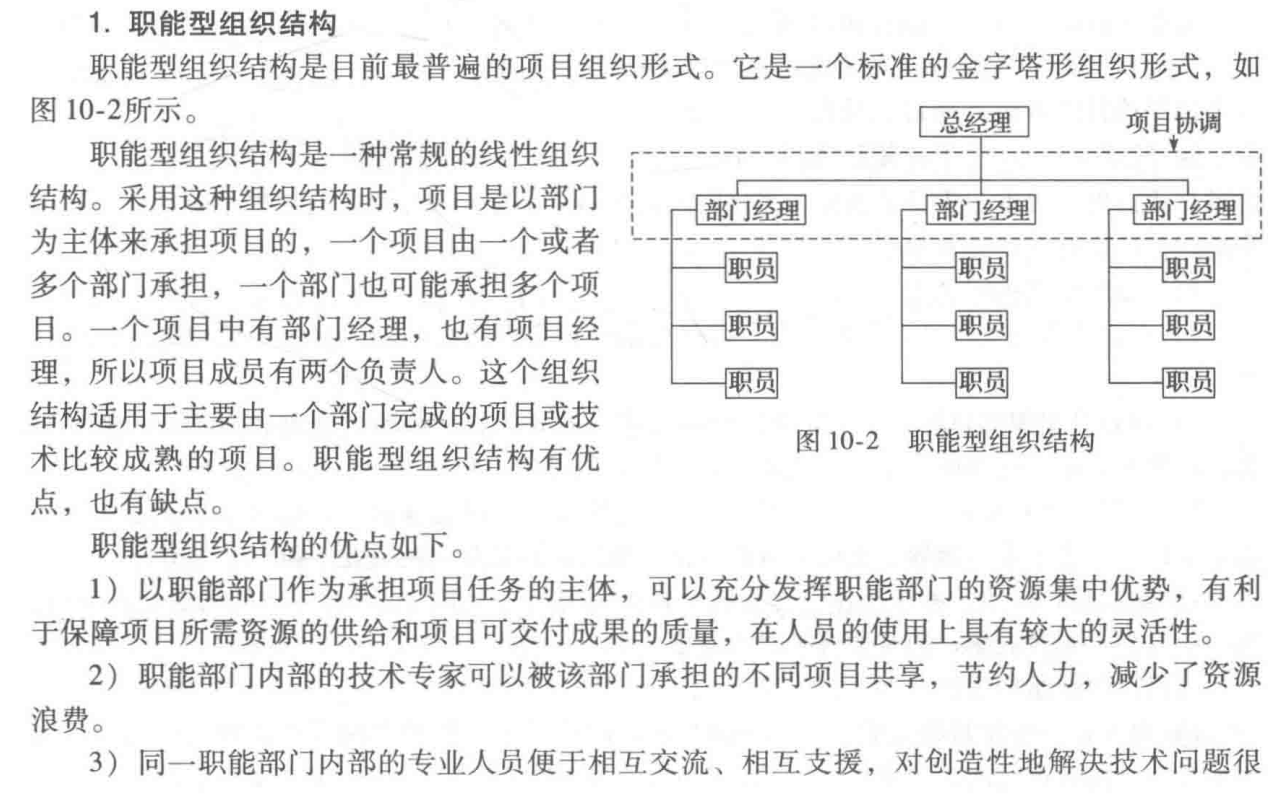 1. 职能型组织结构
职能型组织结构是目前最普遍的项目组织形式。它是一个标准的金字塔形组织形式，如
图 10-2所示。
职能型组织结构是一种常规的线性组织
结构。采用这种组织结构时，项目是以部门
为主体来承担项目的，一个项目由一个或者
多个部门承担，一个部门也可能承担多个项
目。一个项目中有部门经理，也有项目经
理，所以项目成员有两个负责人。这个组织
结构适用于主要由一个部门完成的项目或技
术比较成熟的项目。职能型组织结构有优
点，也有缺点。
总经理
项目协调
部门经理 部门经理 部门经理
职员 职员 职员
职员 职员 职员
职员 职员 职员
图 10-2 职能型组织结构
职能型组织结构的优点如下。
1）以职能部门作为承担项目任务的主体，可以充分发挥职能部门的资源集中优势，有利
于保障项目所需资源的供给和项目可交付成果的质量，在人员的使用上具有较大的灵活性。
2）职能部门内部的技术专家可以被该部门承担的不同项目共享，节约人力，减少了资源
浪费。
3）同一职能部门内部的专业人员便于相互交流、相互支援，对创造性地解决技术问题很